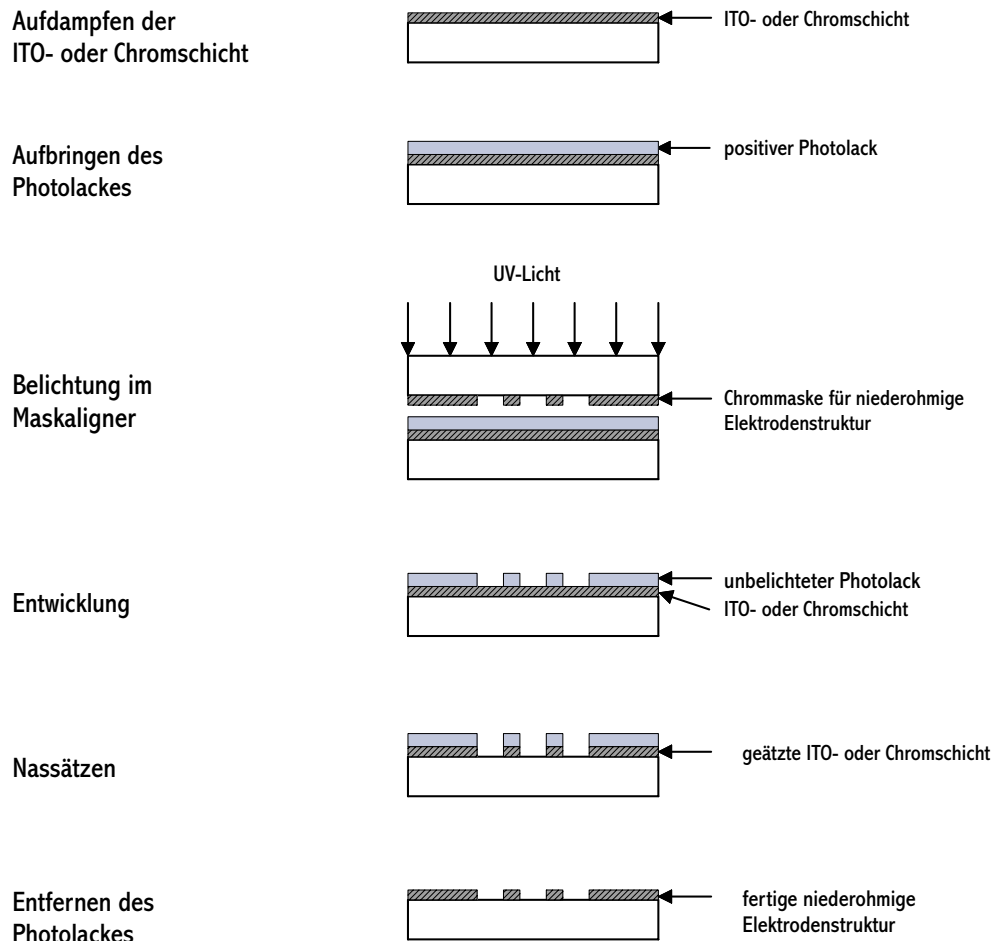 Aufdampfen der
ITO- oder Chromschicht
ITO- oder Chromschicht
Aufbringen des
Photolackes
positiver Photolack
UV-Licht
Belichtung im
Maskaligner
Chrommaske für niederohmige
Elektrodenstruktur
Entwicklung
unbelichteter Photolack
ITO- oder Chromschicht
Nassätzen
geätzte ITO- oder Chromschicht
Entfernen des
Photolackes
fertige niederohmige
Elektrodenstruktur